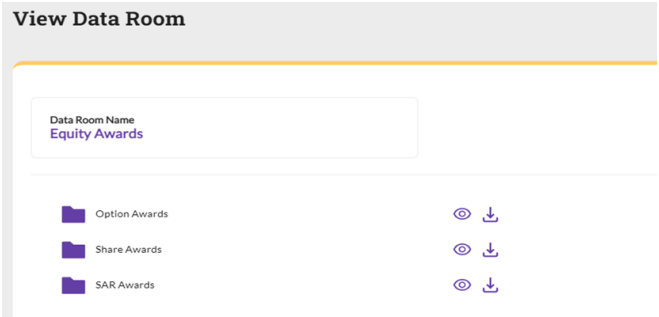 View Data Room
Data Room Name
Equity Awards
Option Awards
Share Awards
SAR Awards